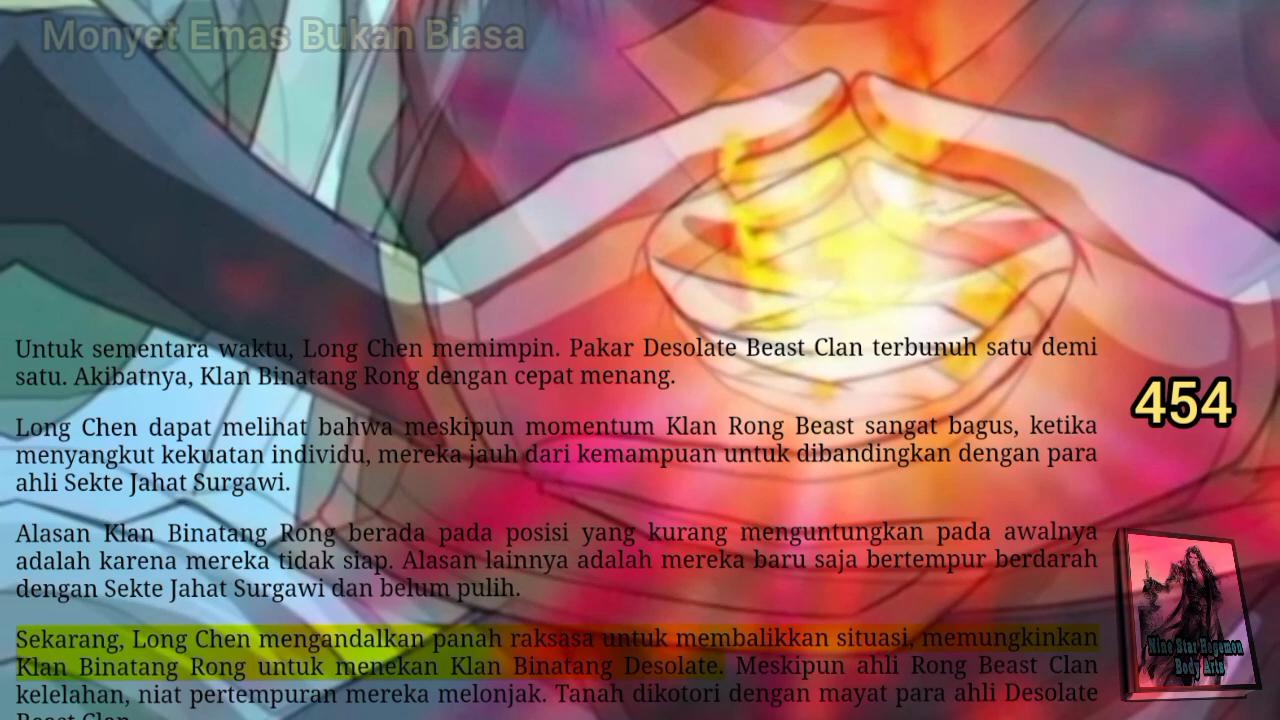 Monyet Emas Bukan Biasa
Untuk sementara waktu, Long Chen memimpin. Pakar Desolate Beast Clan terbunuh satu demi
satu. Akibatnya, Klan Binatang Rong dengan cepat menang.
Long Chen dapat melihat bahwa meskipun momentum Klan Rong Beast sangat bagus, ketika
menyangkut kekuatan individu, mereka jauh dari kemampuan untuk dibandingkan dengan para
ahli Sekte Jahat Surgawi.
454
Alasan Klan Binatang Rong berada pada posisi yang kurang menguntungkan pada awalnya
adalah karena mereka tidak siap. Alasan lainnya adalah mereka baru saja bertempur berdarah
dengan Sekte Jahat Surgawi dan belum pulih.
Sekarang, Long Chen mengandalkan panah raksasa untuk membalikkan situasi, memungkinkan
Klan Binatang Rong untuk menekan Klan Binatang Desolate. Meskipun ahli Rong Beast Clan
kelelahan, niat pertempuran mereka melonjak. Tanah dikotori dengan mayat para ahli Desolate
Beast Clan.
Nine Star Hegemon
Body Arts